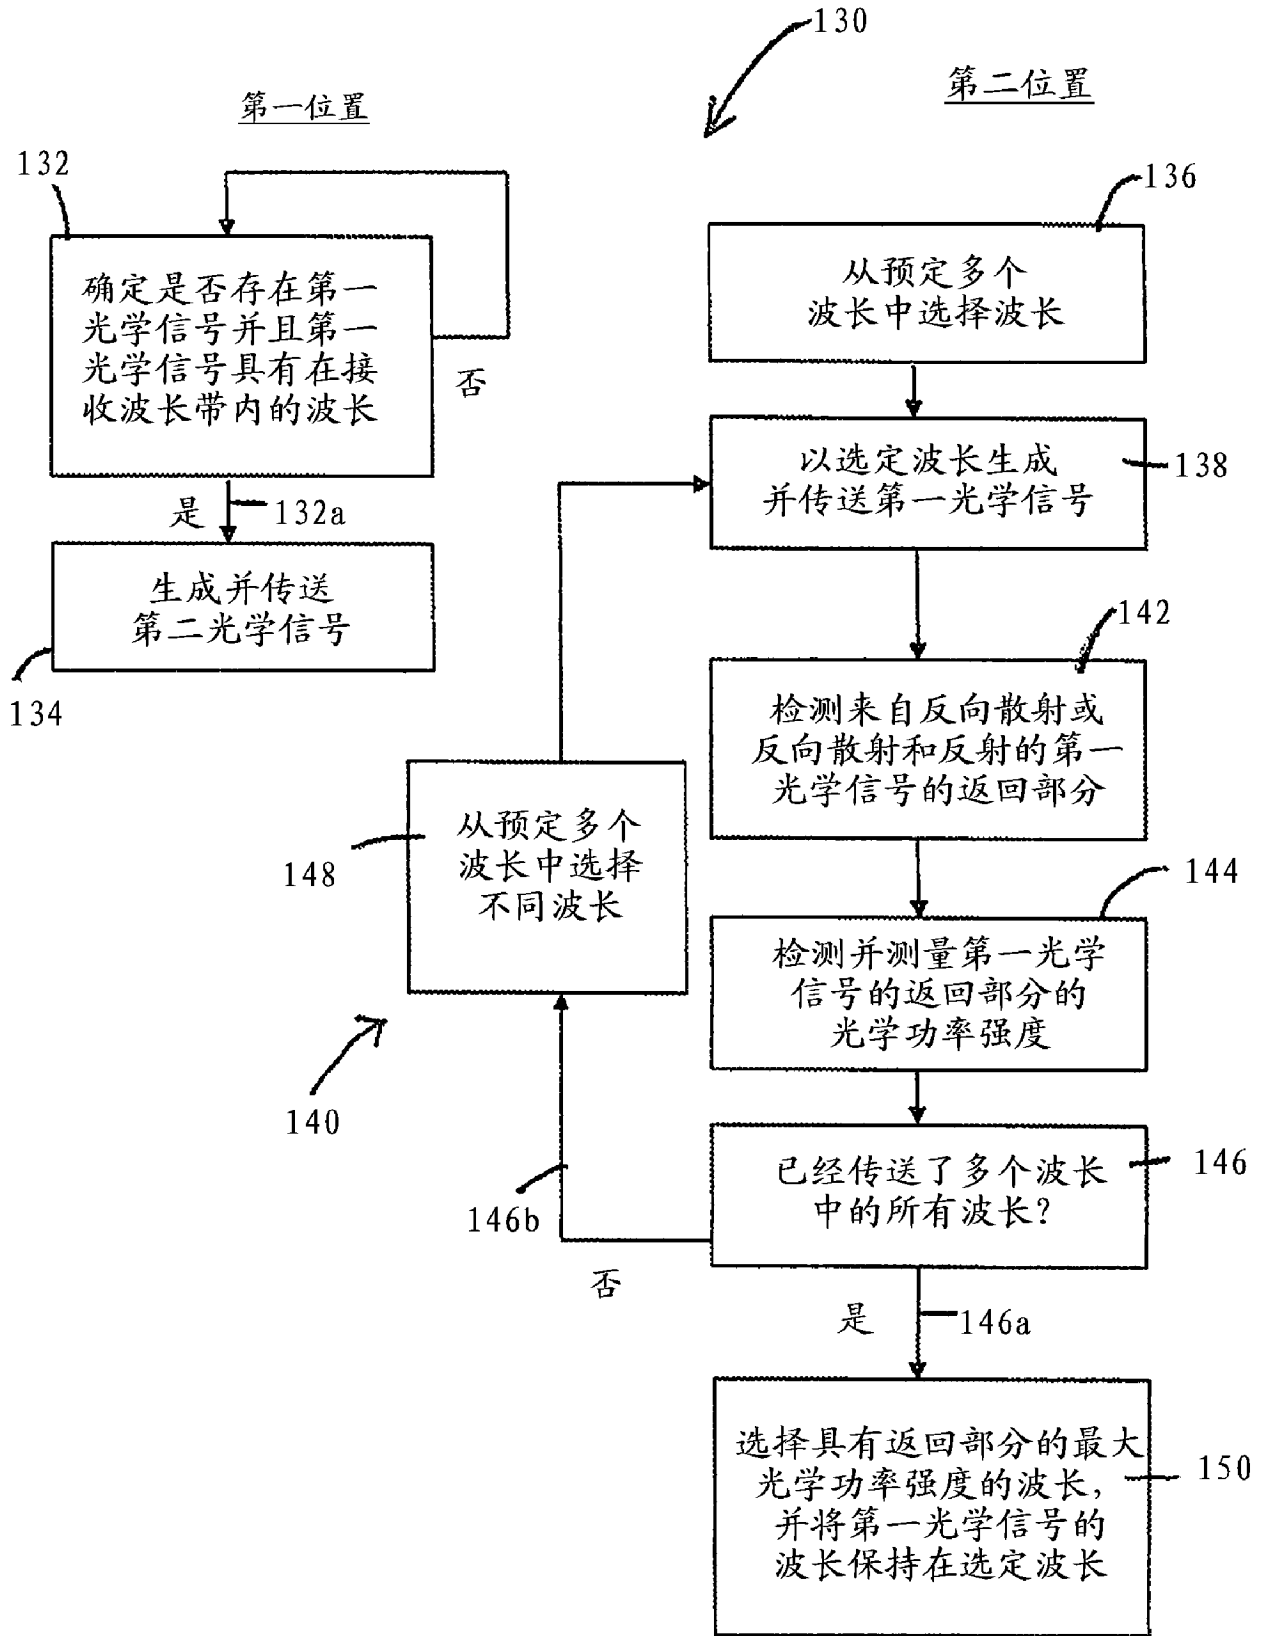 130
第一位置
第二位置
132
136
确定是否存在第一
光学信号并且第一
光学信号具有在接
收波长带内的波长
否
从预定多个
波长中选择波长
是
132a
以选定波长生成
并传送第一光学信号
138
生成并传送
第二光学信号
134
142
检测来自反向散射或
反向散射和反射的第一
光学信号的返回部分
从预定多个
波长中选择
不同波长
148
144
检测并测量第一光学
信号的返回部分的
光学功率强度
140
已经传送了多个波长
中的所有波长?
146
146b
否
是
146a
选择具有返回部分的最大
光学功率强度的波长,
并将第一光学信号的
波长保持在选定波长
150